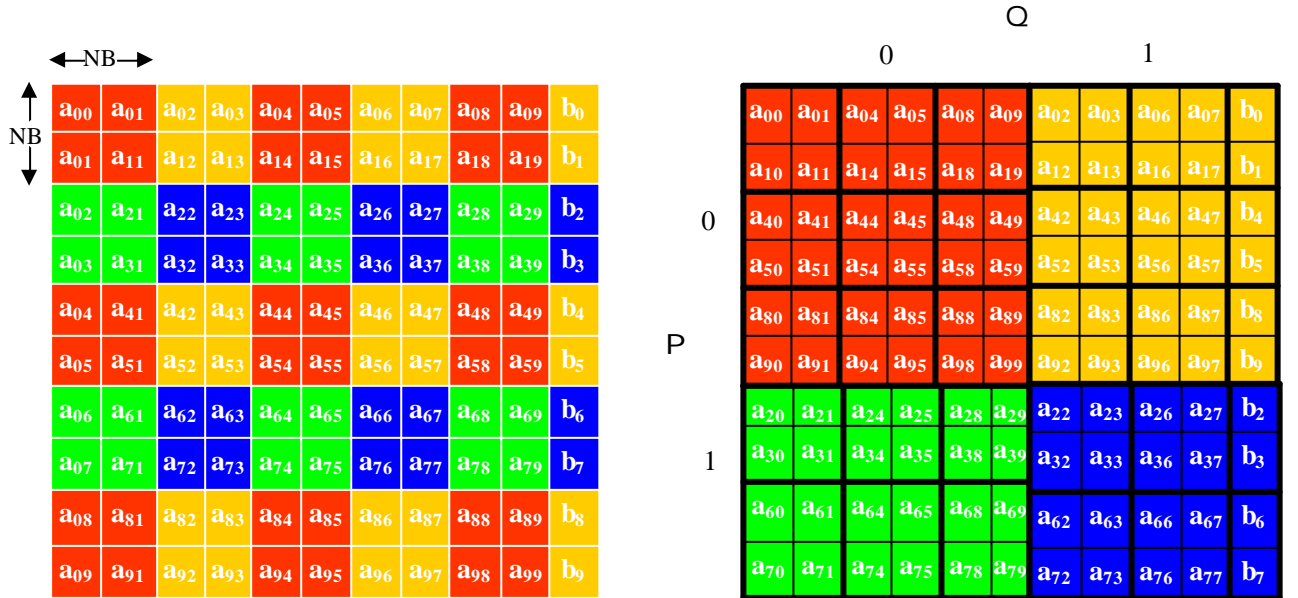 NB
NB
a00 a01 a02 a03 a04 a05 a06 a07 a08 a09 b0
a01 a11 a12 a13 a14 a15 a16 a17 a18 a19 b1
a02 a21 a22 a23 a24 a25 a26 a27 a28 a29 b2
a03 a31 a32 a33 a34 a35 a36 a37 a38 a39 b3
a04 a41 a42 a43 a44 a45 a46 a47 a48 a49 b4
a05 a51 a52 a53 a54 a55 a56 a57 a58 a59 b5
a06 a61 a62 a63 a64 a65 a66 a67 a68 a69 b6
a07 a71 a72 a73 a74 a75 a76 a77 a78 a79 b7
a08 a81 a82 a83 a84 a85 a86 a87 a88 a89 b8
a09 a91 a92 a93 a94 a95 a96 a97 a98 a99 b9
Q
0 1
P
0
1
a00 a01 a04 a05 a08 a09 a02 a03 a06 a07 b0
a10 a11 a14 a15 a18 a19 a12 a13 a16 a17 b1
a40 a41 a44 a45 a48 a49 a42 a43 a46 a47 b4
a50 a51 a54 a55 a58 a59 a52 a53 a56 a57 b5
a80 a81 a84 a85 a88 a89 a82 a83 a86 a87 b8
a90 a91 a94 a95 a98 a99 a92 a93 a96 a97 b9
a20 a21 a24 a25 a28 a29 a22 a23 a26 a27 b2
a30 a31 a34 a35 a38 a39 a32 a33 a36 a37 b3
a60 a61 a64 a65 a68 a69 a62 a63 a66 a67 b6
a70 a71 a74 a75 a78 a79 a72 a73 a76 a77 b7